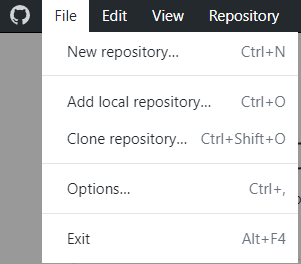 File Edit View Repository
New repository... Ctrl+N
Add local repository... Ctrl+O
Clone repository... Ctrl+Shift+O
Options... Ctrl+,
Exit Alt+F4